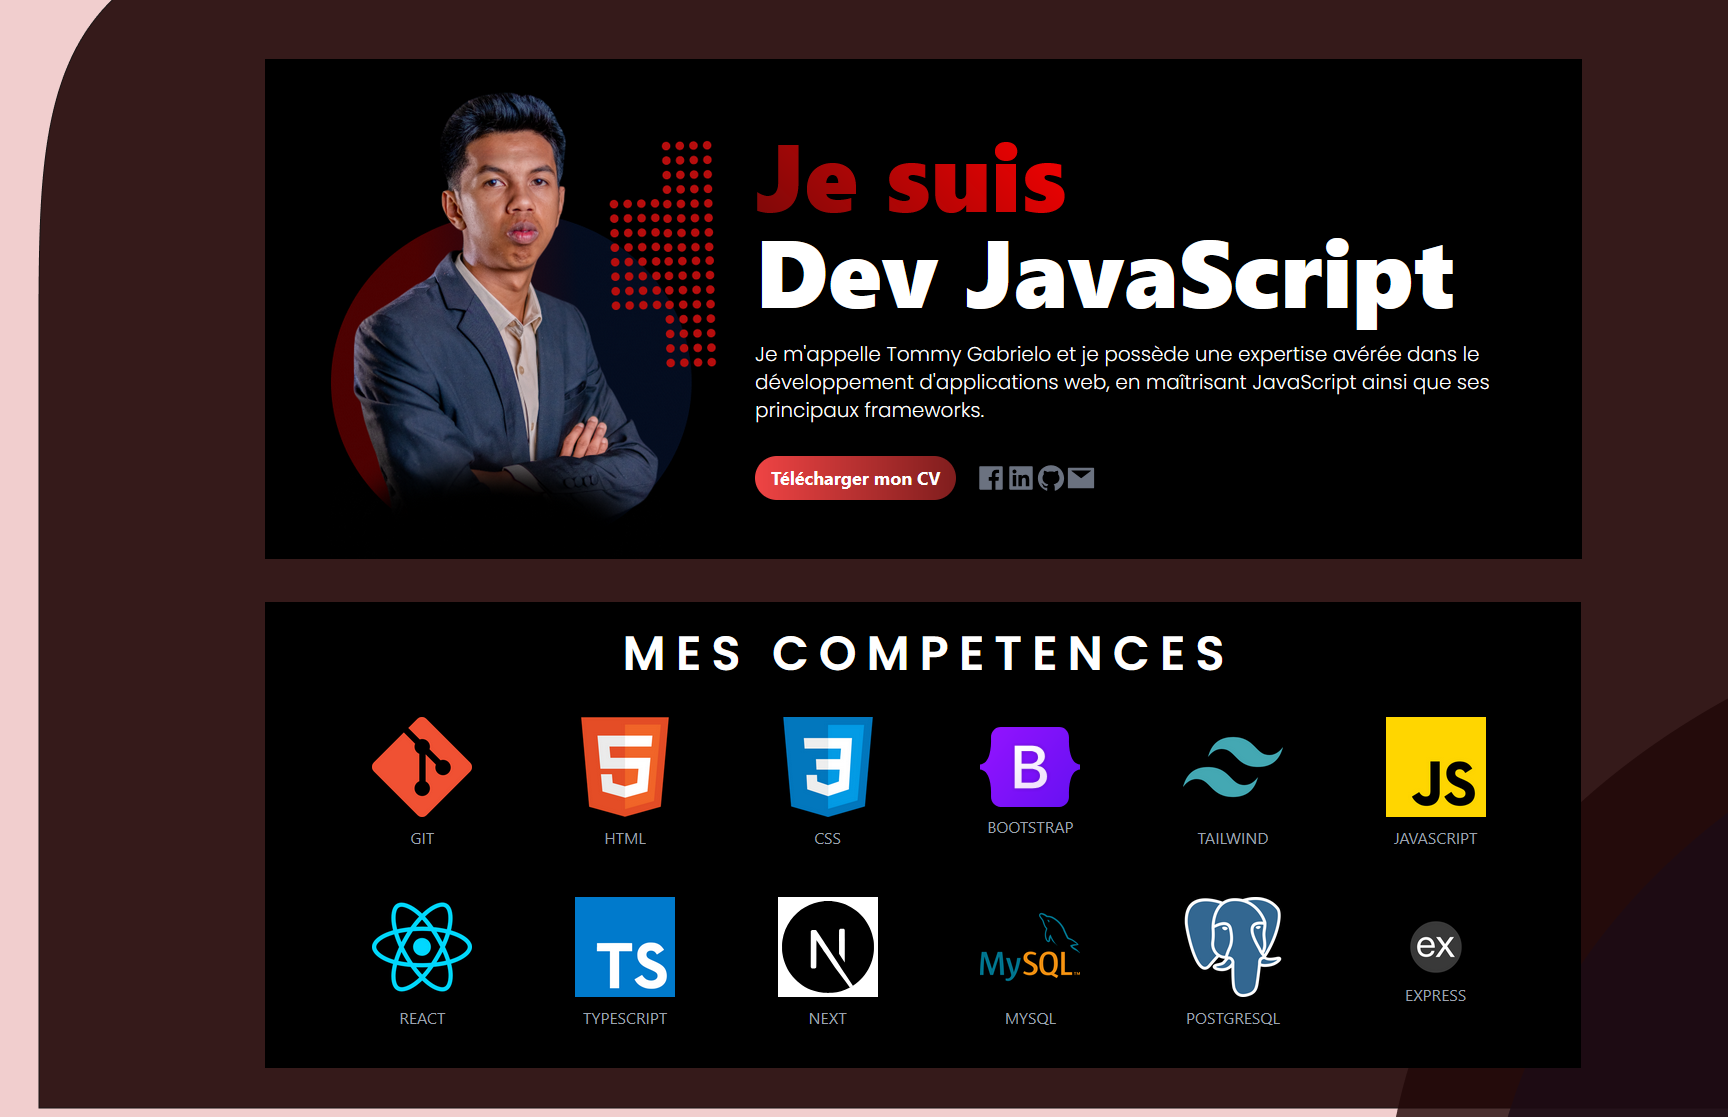 Je suis
Dev JavaScript
Je m'appelle Tommy Gabrielo et je possède une expertise avérée dans le
développement d'applications web, en maîtrisant JavaScript ainsi que ses
principaux frameworks.
Télécharger mon CV
in
MES COMPETENCES
5
3
B
JS
GIT
HTML
CSS
BOOTSTRAP
TAILWIND
JAVASCRIPT
TS
N
MySQL™
ex
REACT
TYPESCRIPT
NEXT
MYSQL
POSTGRESQL
EXPRESS